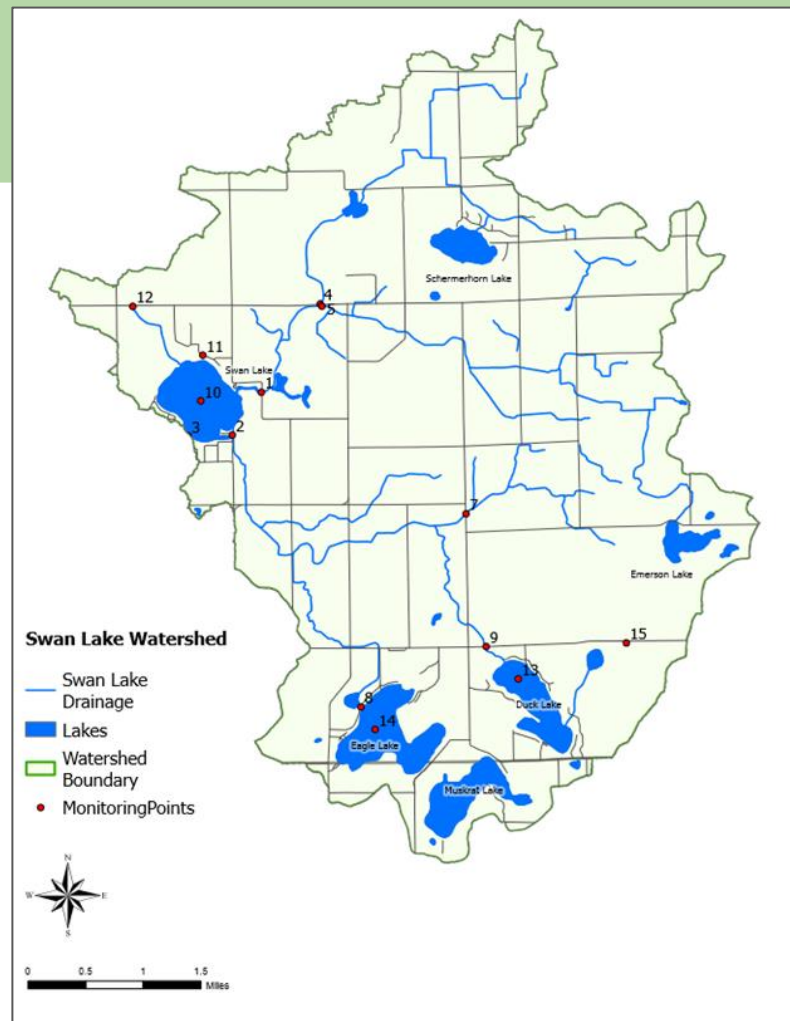 Schermerhorn Lake
4
5
12
11
Swan Lake
1
10
3
2
7
Emerson Lake
9
15
13
Duck Lake
8
14
Eagle Lake
Muskrat Lake
Swan Lake Watershed
Swan Lake
Drainage
Lakes
Watershed
Boundary
MonitoringPoints
N
W
E
S
0
0.5
1
1.5
Miles